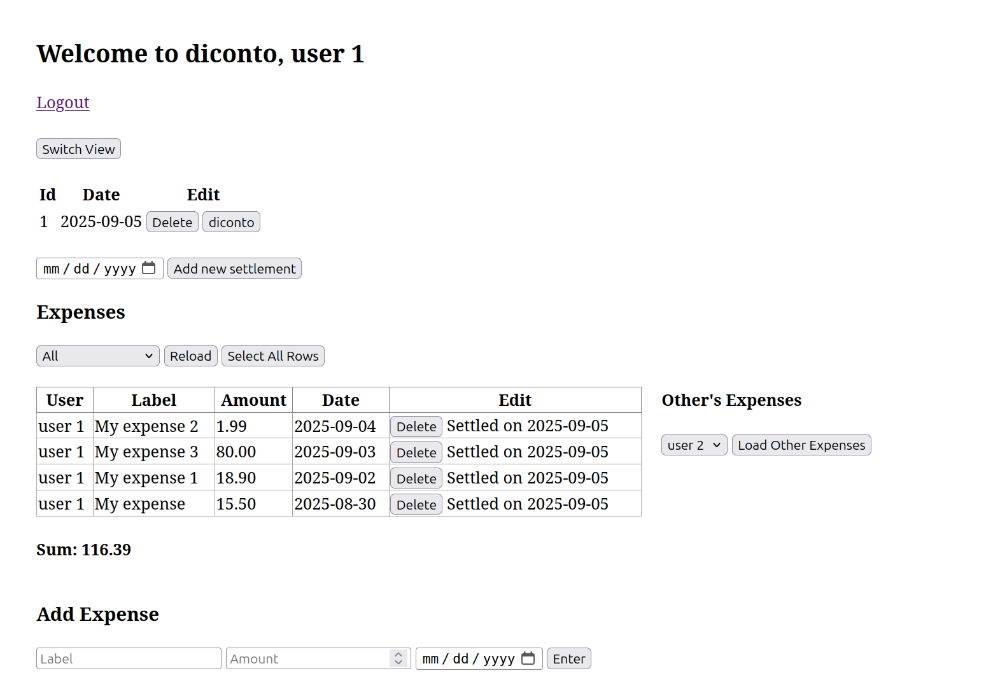 Welcome to diconto, user 1
Logout
Switch View
Id Date Edit
1 2025-09-05 Delete diconto
mm / dd / yyyy Add new settlement
Expenses
All Reload Select All Rows
User Label Amount Date Edit
user 1 My expense 2 1.99 2025-09-04 Delete Settled on 2025-09-05
user 1 My expense 3 80.00 2025-09-03 Delete Settled on 2025-09-05
user 1 My expense 1 18.90 2025-09-02 Delete Settled on 2025-09-05
user 1 My expense 15.50 2025-08-30 Delete Settled on 2025-09-05
Other's Expenses
user 2 Load Other Expenses
Sum: 116.39
Add Expense
Label Amount mm / dd / yyyy Enter